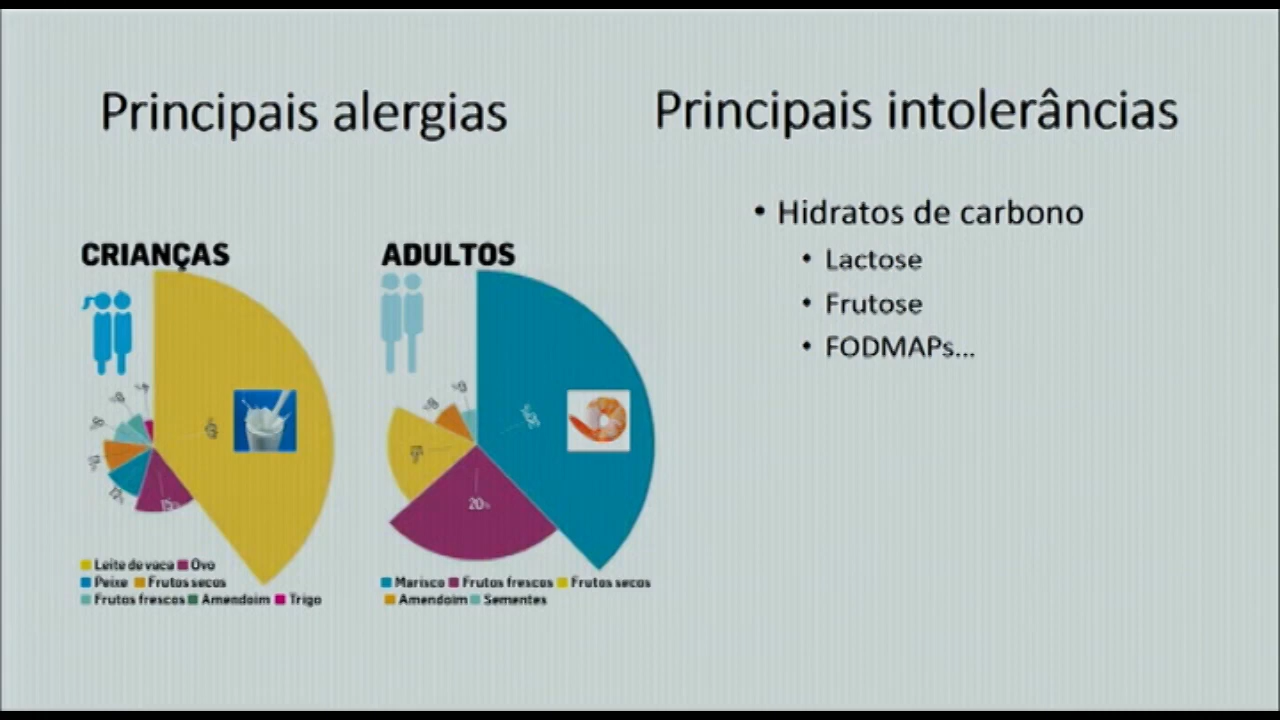 Principais alergias
Principais intolerâncias
CRIANÇAS
ADULTOS
20%
Leite de vaca Ovo
Peixe Frutos secos
Frutos frescos Amendoim Trigo
Marisco Frutos frescos Frutos secos
Amendoim Sementes
• Hidratos de carbono
• Lactose
• Frutose
• FODMAPs...